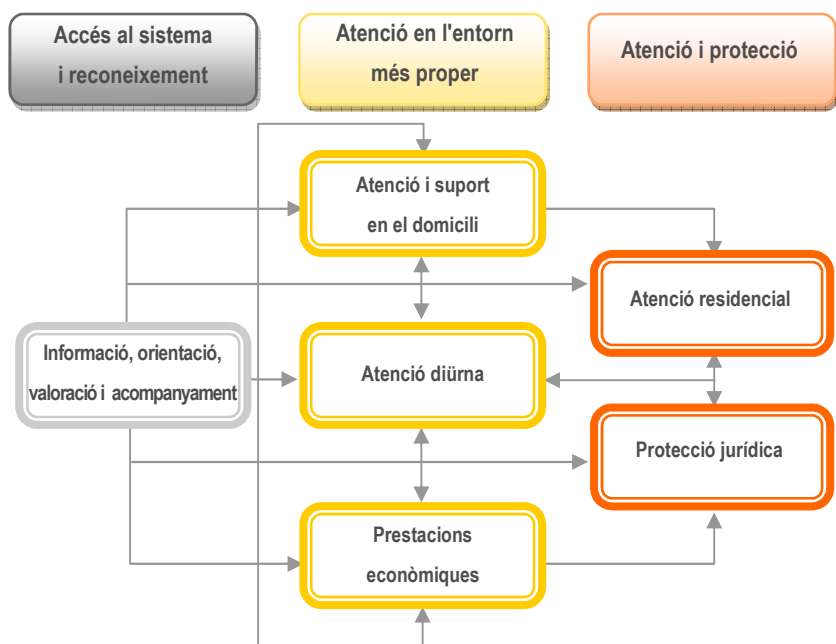 Accés al sistema
i reconeixement
Atenció en l'entorn
més proper
Atenció i protecció
Atenció i suport
en el domicili
Atenció residencial
Informació, orientació,
valoració i acompanyament
Atenció diürna
Protecció jurídica
Prestacions
econòmiques